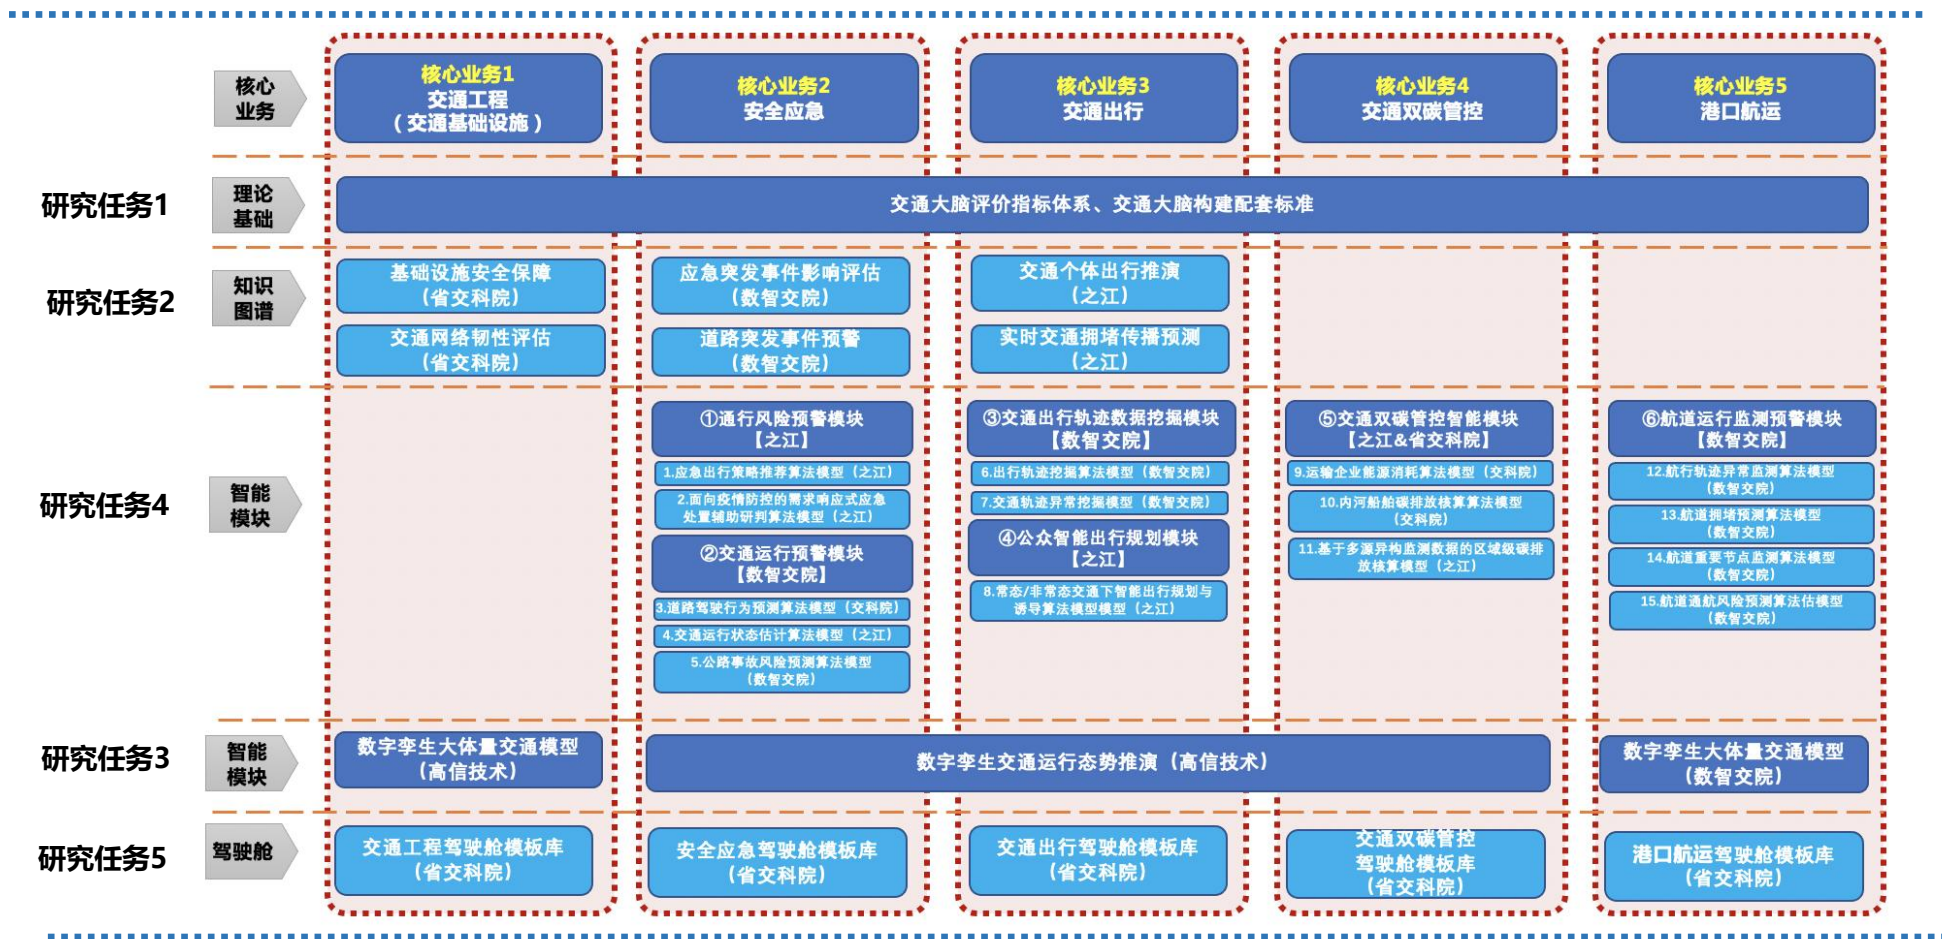 核心
业务
核心业务1
交通工程
（交通基础设施）
核心业务2
安全应急
核心业务3
交通出行
核心业务4
交通双碳管控
核心业务5
港口航运
研究任务1
理论
基础
交通大脑评价指标体系、交通大脑构建配套标准
研究任务2
知识
图谱
基础设施安全保障
（省交科院）
应急突发事件影响评估
（数智交院）
交通个体出行推演
（之江）
交通网络韧性评估
（省交科院）
道路突发事件预警
（数智交院）
实时交通拥堵传播预测
（之江）
研究任务4
智能
模块
①通行风险预警模块
【之江】
1.应急出行策略推荐算法模型（之江）
2.面向疫情防控的需求响应式应急
处置辅助研判算法模型（之江）
②交通运行预警模块
【数智交院】
3.道路驾驶行为预测算法模型（交科院）
4.交通运行状态估计算法模型（之江）
5.公路事故风险预测算法模型
（数智交院）
③交通出行轨迹数据挖掘模块
【数智交院】
6.出行轨迹挖掘算法模型（数智交院）
7.交通轨迹异常挖掘模型（数智交院）
④公众智能出行规划模块
【之江】
8.常态/非常态交通下智能出行规划与
诱导算法模型模型（之江）
⑤交通双碳管控智能模块
【之江&省交科院】
9.运输企业能源消耗算法模型（交科院）
10.内河船舶碳排放核算算法模型
（交科院）
11.基于多源异构监测数据的区域级碳排
放核算模型（之江）
⑥航道运行监测预警模块
【数智交院】
12.航行轨迹异常监测算法模型
（数智交院）
13.航道拥堵预测算法模型
（数智交院）
14.航道重要节点监测算法模型
（数智交院）
15.航道通航风险预测算法估模型
（数智交院）
研究任务3
智能
模块
数字孪生大体量交通模型
（高信技术）
数字孪生交通运行态势推演（高信技术）
数字孪生大体量交通模型
（数智交院）
研究任务5
驾驶舱
交通工程驾驶舱模板库
（省交科院）
安全应急驾驶舱模板库
（省交科院）
交通出行驾驶舱模板库
（省交科院）
交通双碳管控
驾驶舱模板库
（省交科院）
港口航运驾驶舱模板库
（省交科院）